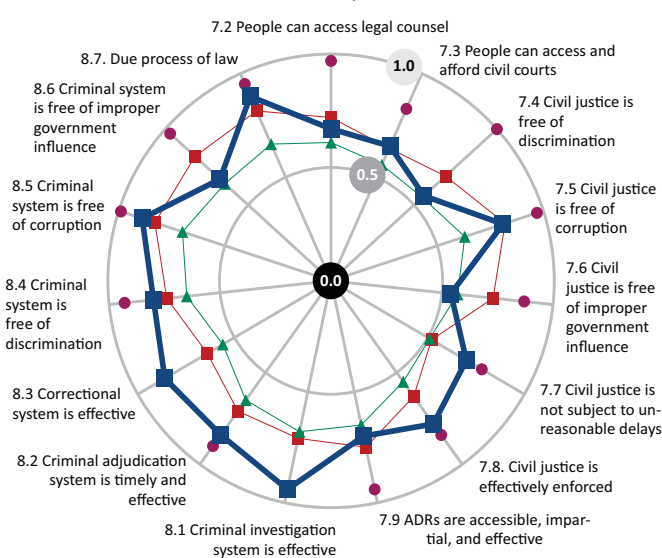 7.2 People can access legal counsel
1.0
7.3 People can access and
afford civil courts
7.4 Civil justice is
free of
discrimination
7.5 Civil justice
is free of
corruption
7.6 Civil
justice is free
of improper
government
influence
7.7 Civil justice is
not subject to un-
reasonable delays
7.8. Civil justice is
effectively enforced
7.9 ADRs are accessible, impar-
tial, and effective
8.1 Criminal investigation
system is effective
8.2 Criminal adjudication
system is timely and
effective
8.3 Correctional
system is effective
8.4 Criminal
system is
free of
discrimination
8.5 Criminal
system is free
of corruption
8.6 Criminal system
is free of improper
government
influence
8.7. Due process of law
0.5
0.0